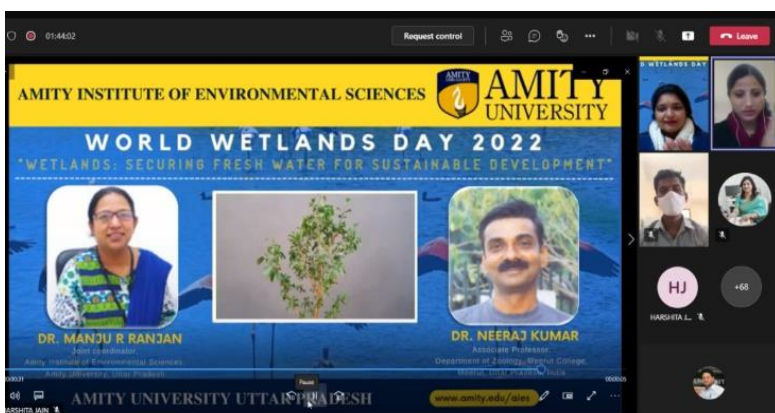 01:44:02
Request control
Leave
AMITY INSTITUTE OF ENVIRONMENTAL SCIENCES
AMITY
AMITY
UNIVERSITY
WORLD WETLANDS DAY 2022
"WETLANDS: SECURING FRESH WATER FOR SUSTAINABLE DEVELOPMENT"
D WETLANDS DAY
DR. MANJU R RANJAN
Joint coordinator,
Amity Institute of Environmental Sciences,
Amity University, Uttar Pradesh
DR. NEERAJ KUMAR
Associate Professor,
Department of Zoology, Meerut College,
Meerut, Uttar Pradesh, India
HJ
+68
HARSHITA J...
Pause
AMITY UNIVERSITY UTTAR PRADESH
www.amity.edu/aies
ARSHITA JAIN